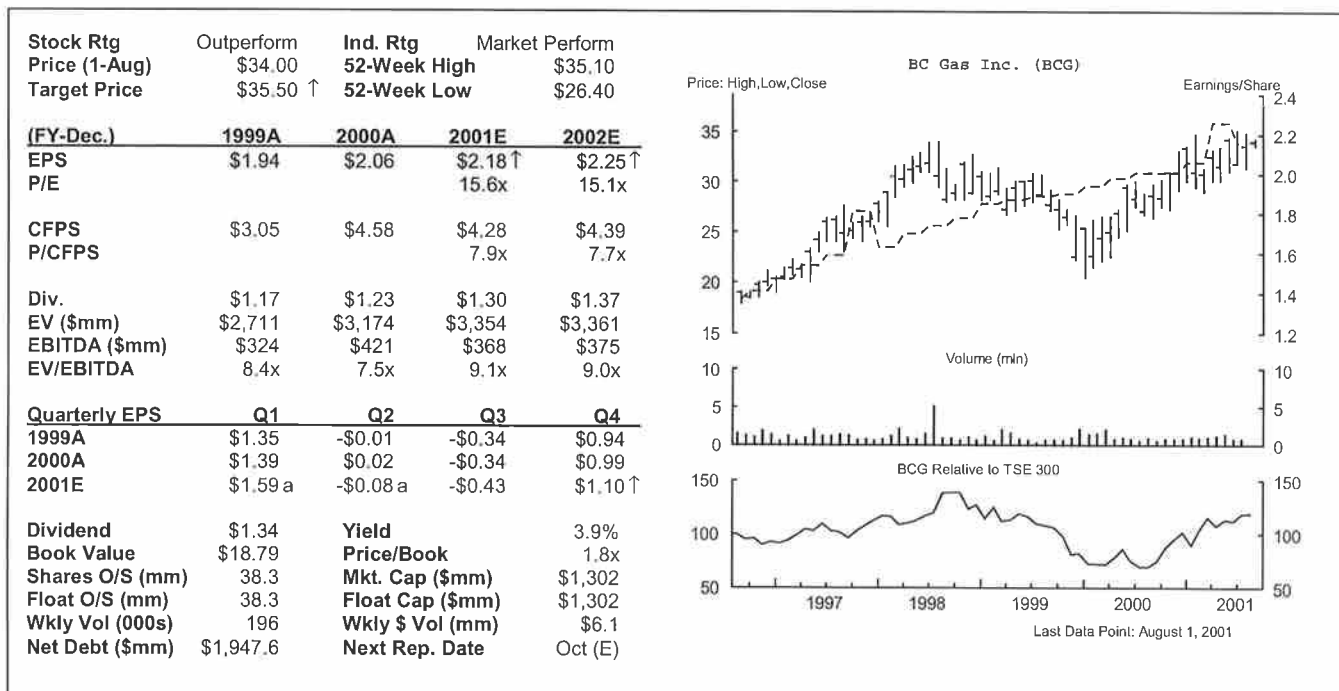 Stock Rtg Outperform Ind. Rtg Market Perform
Price (1-Aug) $34.00 52-Week High $35.10
Target Price $35.50 ↑ 52-Week Low $26.40
(FY-Dec.) 1999A 2000A 2001E 2002E
EPS $1.94 $2.06 $2.18↑ $2.25↑
P/E 15.6x 15.1x
CFPS $3.05 $4.58 $4.28 $4.39
P/CFPS 7.9x 7.7x
Div. $1.17 $1.23 $1.30 $1.37
EV ($mm) $2,711 $3,174 $3,354 $3,361
EBITDA ($mm) $324 $421 $368 $375
EV/EBITDA 8.4x 7.5x 9.1x 9.0x
Quarterly EPS Q1 Q2 Q3 Q4
1999A $1.35 -$0.01 -$0.34 $0.94
2000A $1.39 $0.02 -$0.34 $0.99
2001E $1.59 a -$0.08 a -$0.43 $1.10↑
Dividend $1.34 Yield 3.9%
Book Value $18.79 Price/Book 1.8x
Shares O/S (mm) 38.3 Mkt. Cap ($mm) $1,302
Float O/S (mm) 38.3 Float Cap ($mm) $1,302
Wkly Vol (000s) 196 Wkly $ Vol (mm) $6.1
Net Debt ($mm) $1,947.6 Next Rep. Date Oct (E)
BC Gas Inc. (BCG)
Price: High,Low,Close Earnings/Share
2.4
35 2.2
30 2.0
1.8
25
1.6
20 1.4
15 1.2
Volume (mln)
10 10
5 5
0 0
BCG Relative to TSE 300
150 150
100 100
50 50
1997 1998 1999 2000 2001
Last Data Point: August 1, 2001